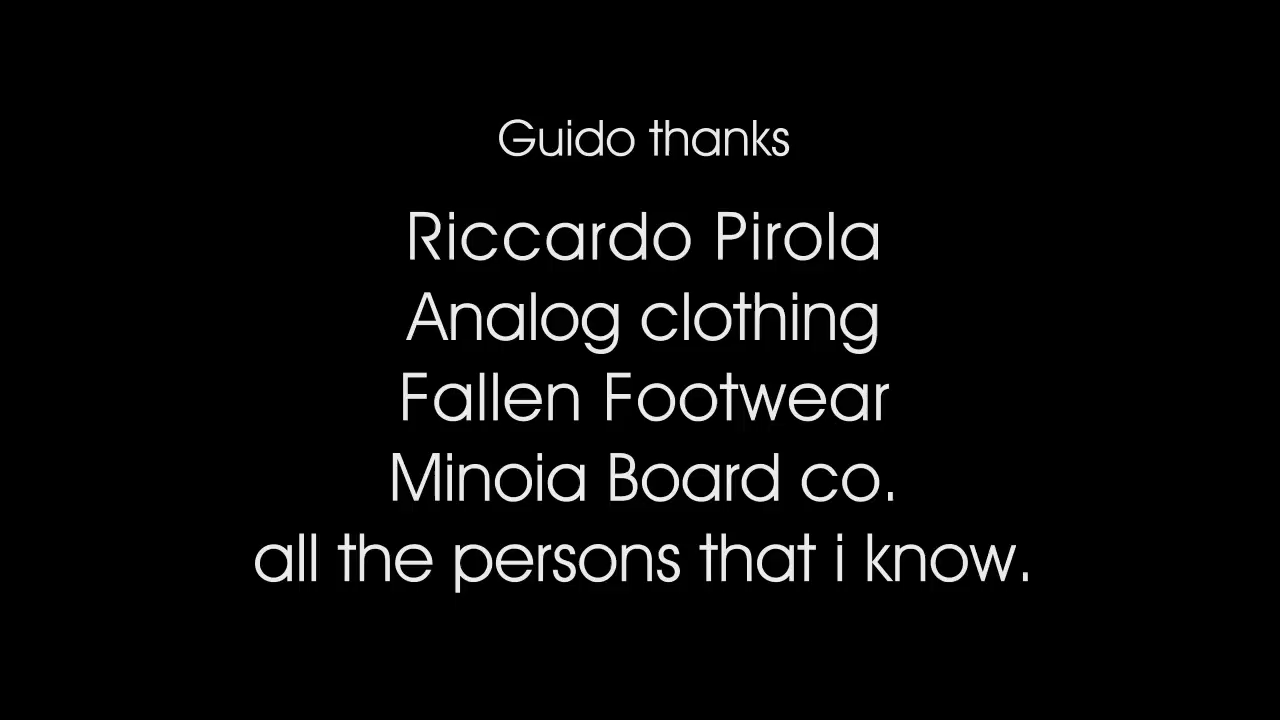 Guido thanks
Riccardo Pirola
Analog clothing
Fallen Footwear
Minoia Board co.
all the persons that i know.